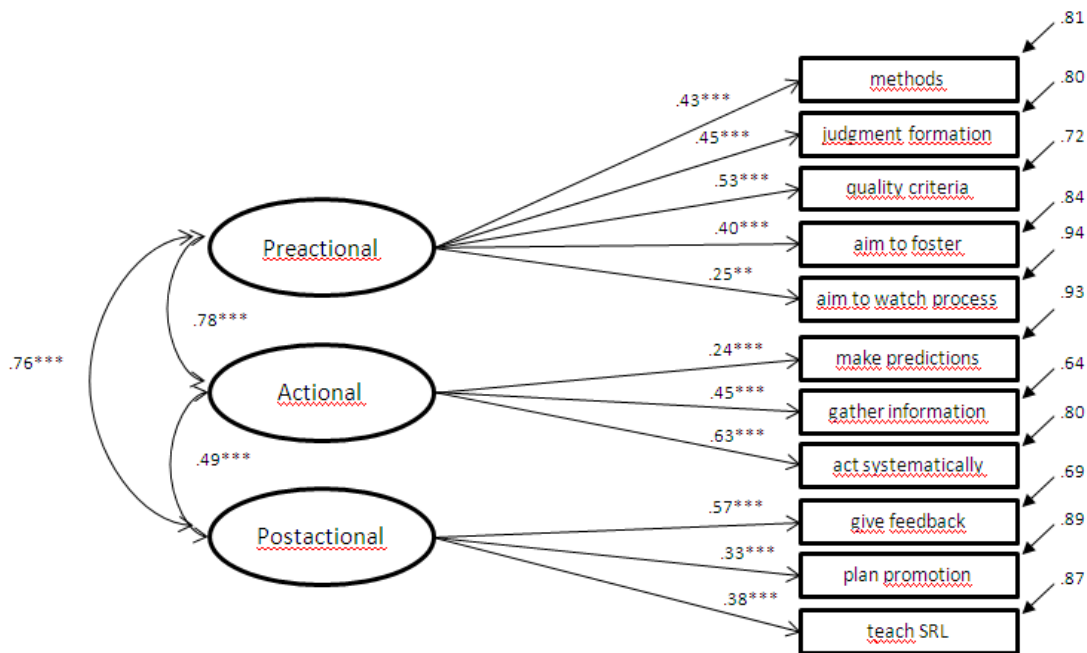 .81
methods
.80
.43***
judgment formation
.45***
.72
quality criteria
.53***
.84
Preactional
.40***
aim to foster
.94
.25**
aim to watch process
.93
.78***
.76***
.24***
make predictions
.64
Actional
.45***
gather information
.80
.63***
act systematically
.49***
.69
.57***
give feedback
.89
Postactional
.33***
plan promotion
.87
.38***
teach SRL